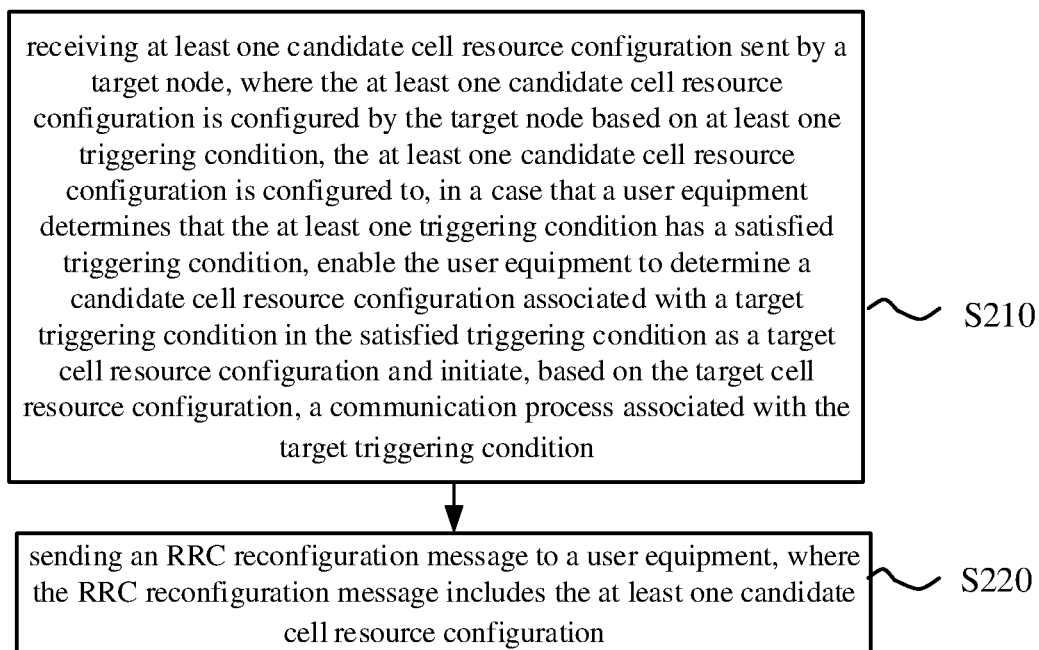 receiving at least one candidate cell resource configuration sent by a
target node, where the at least one candidate cell resource
configuration is configured by the target node based on at least one
triggering condition, the at least one candidate cell resource
configuration is configured to, in a case that a user equipment
determines that the at least one triggering condition has a satisfied
triggering condition, enable the user equipment to determine a
candidate cell resource configuration associated with a target
triggering condition in the satisfied triggering condition as a target
cell resource configuration and initiate, based on the target cell
resource configuration, a communication process associated with the
target triggering condition
S210
sending an RRC reconfiguration message to a user equipment, where
the RRC reconfiguration message includes the at least one candidate
cell resource configuration
S220